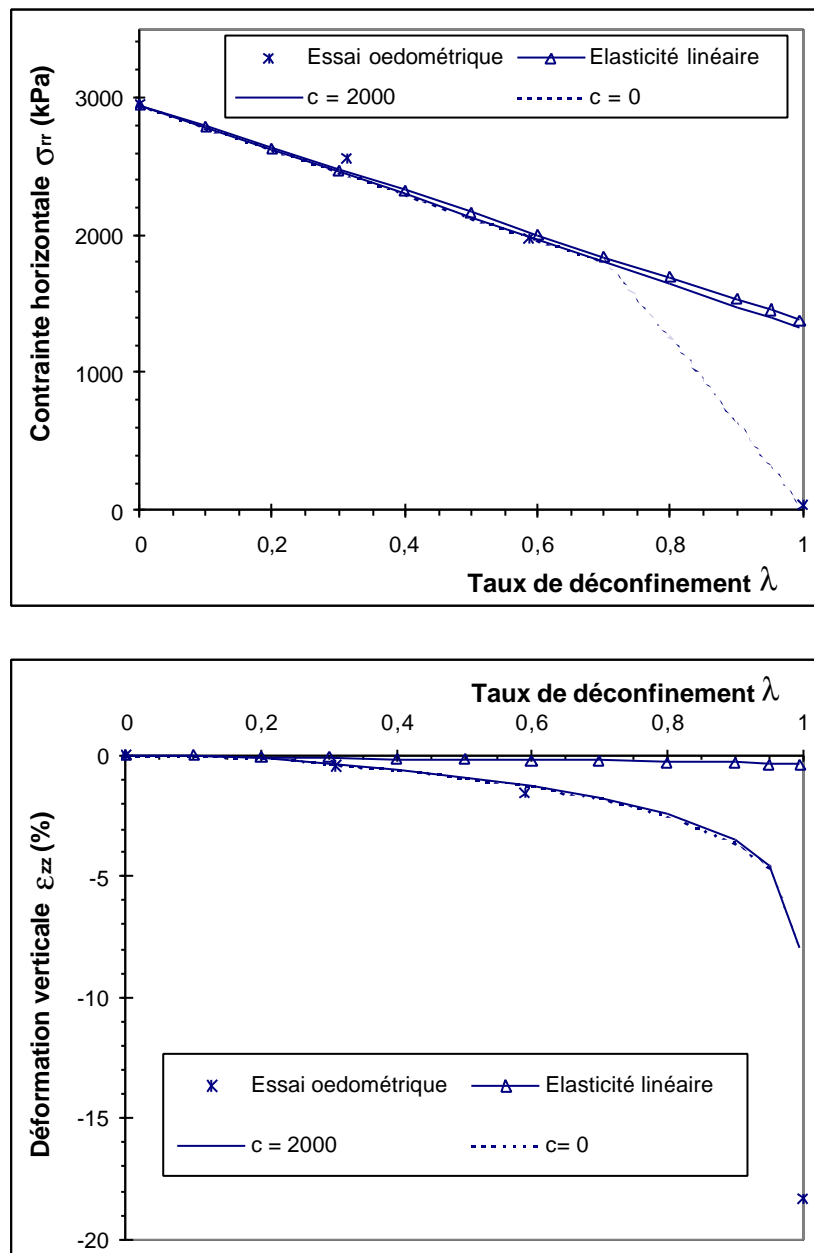 Essai oedométrique
Elasticité linéaire
c = 2000
c = 0
Contrainte horizontale σrr (kPa)
3000
2000
1000
0
0
0,2
0,4
0,6
0,8
1
Taux de déconfinement λ
Taux de déconfinement λ
0
0,2
0,4
0,6
0,8
1
Déformation verticale εzz (%)
0
-5
-10
-15
-20
Essai oedométrique
Elasticité linéaire
c = 2000
c= 0